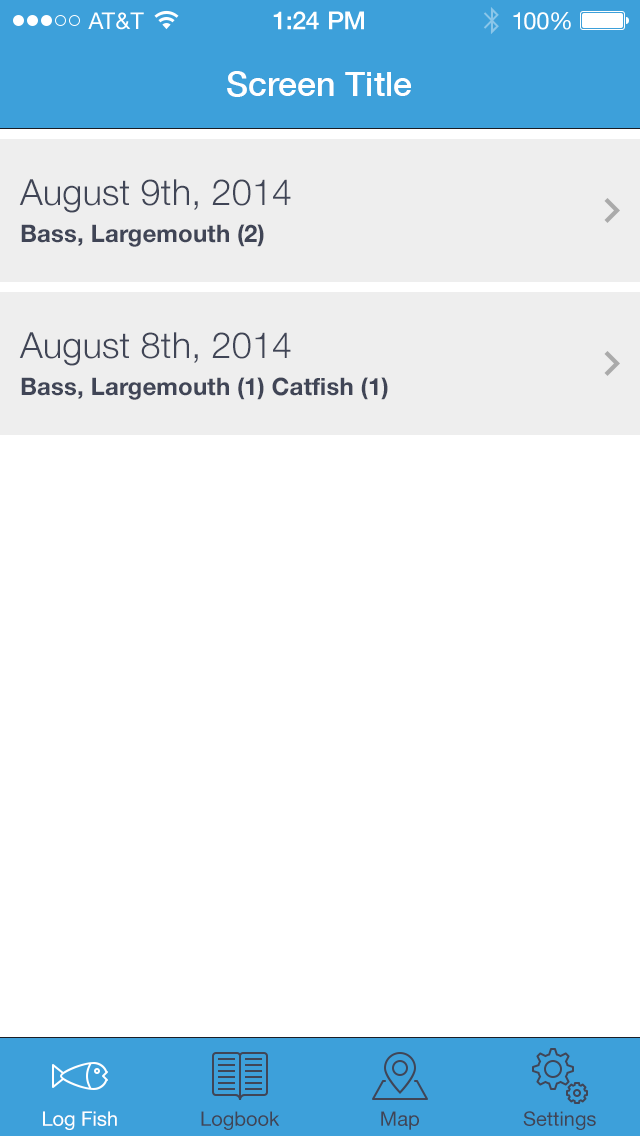 AT&T 1:24 PM 100%
Screen Title
August 9th, 2014
Bass, Largemouth (2)
August 8th, 2014
Bass, Largemouth (1) Catfish (1)
Log Fish Logbook Map Settings